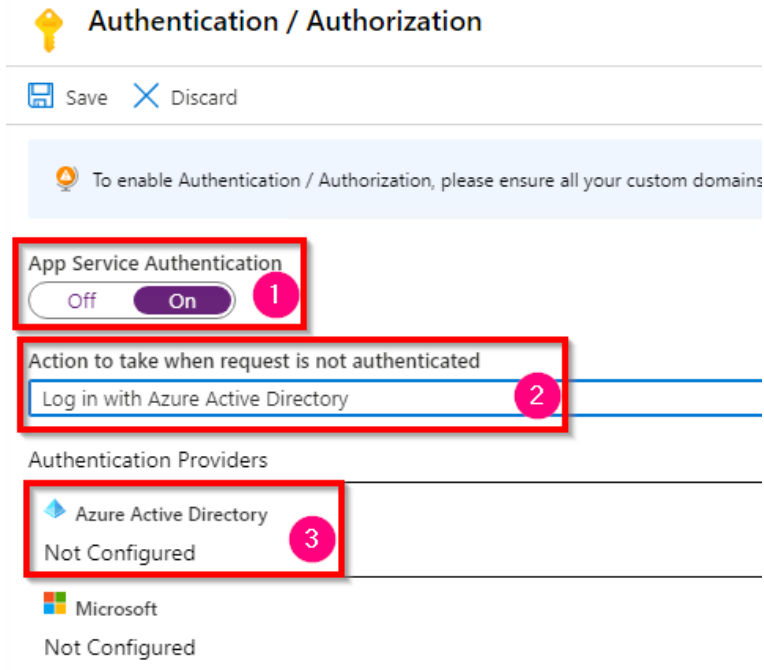 Authentication / Authorization
Save Discard
To enable Authentication / Authorization, please ensure all your custom domains
App Service Authentication
Off On 1
Action to take when request is not authenticated
Log in with Azure Active Directory 2
Authentication Providers
Azure Active Directory
Not Configured 3
Microsoft
Not Configured